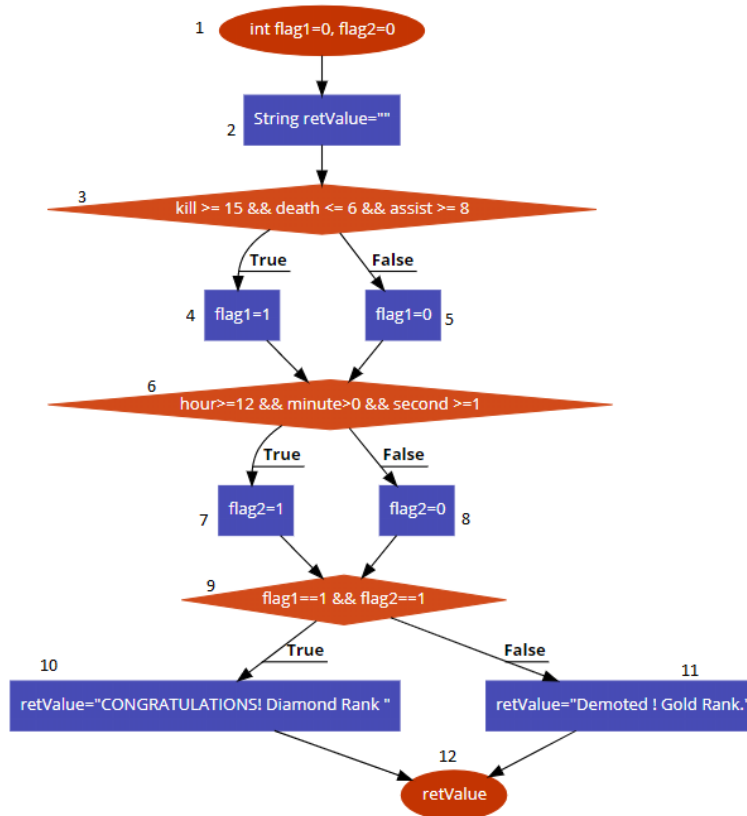 1
int flag1=0, flag2=0
2
String retValue=""
3
kill >= 15 && death <= 6 && assist >= 8
True
False
4
flag1=1
flag1=0
5
6
hour>=12 && minute>0 && second >=1
True
False
7
flag2=1
flag2=0
8
9
flag1==1 && flag2==1
True
False
10
11
retValue="CONGRATULATIONS! Diamond Rank "
retValue="Demoted ! Gold Rank."
12
retValue